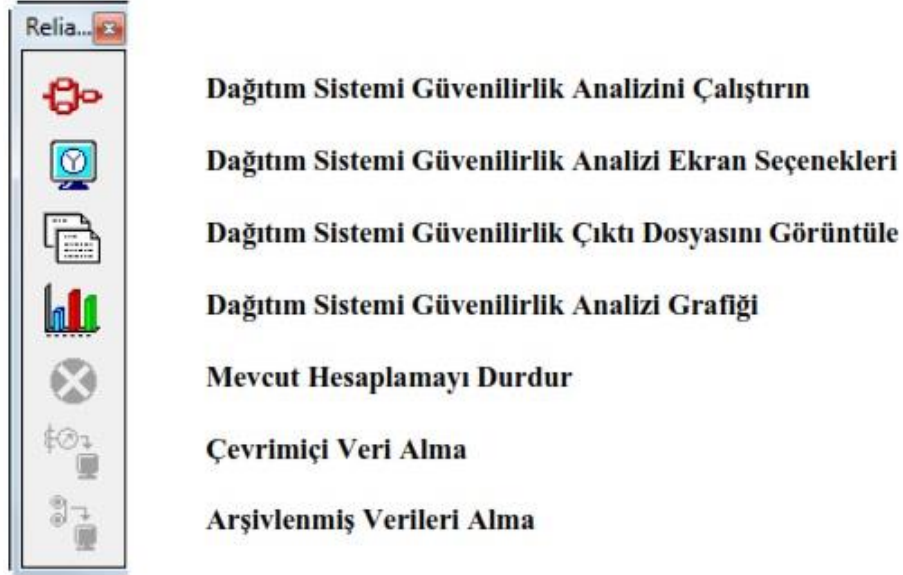 Relia...
Dağıtım Sistemi Güvenilirlik Analizini Çalıştırın
Dağıtım Sistemi Güvenilirlik Analizi Ekran Seçenekleri
Dağıtım Sistemi Güvenilirlik Çıktı Dosyasını Görüntüle
Dağıtım Sistemi Güvenilirlik Analizi Grafiği
Mevcut Hesaplamayı Durdur
Çevrimiçi Veri Alma
Arşivlenmiş Verileri Alma